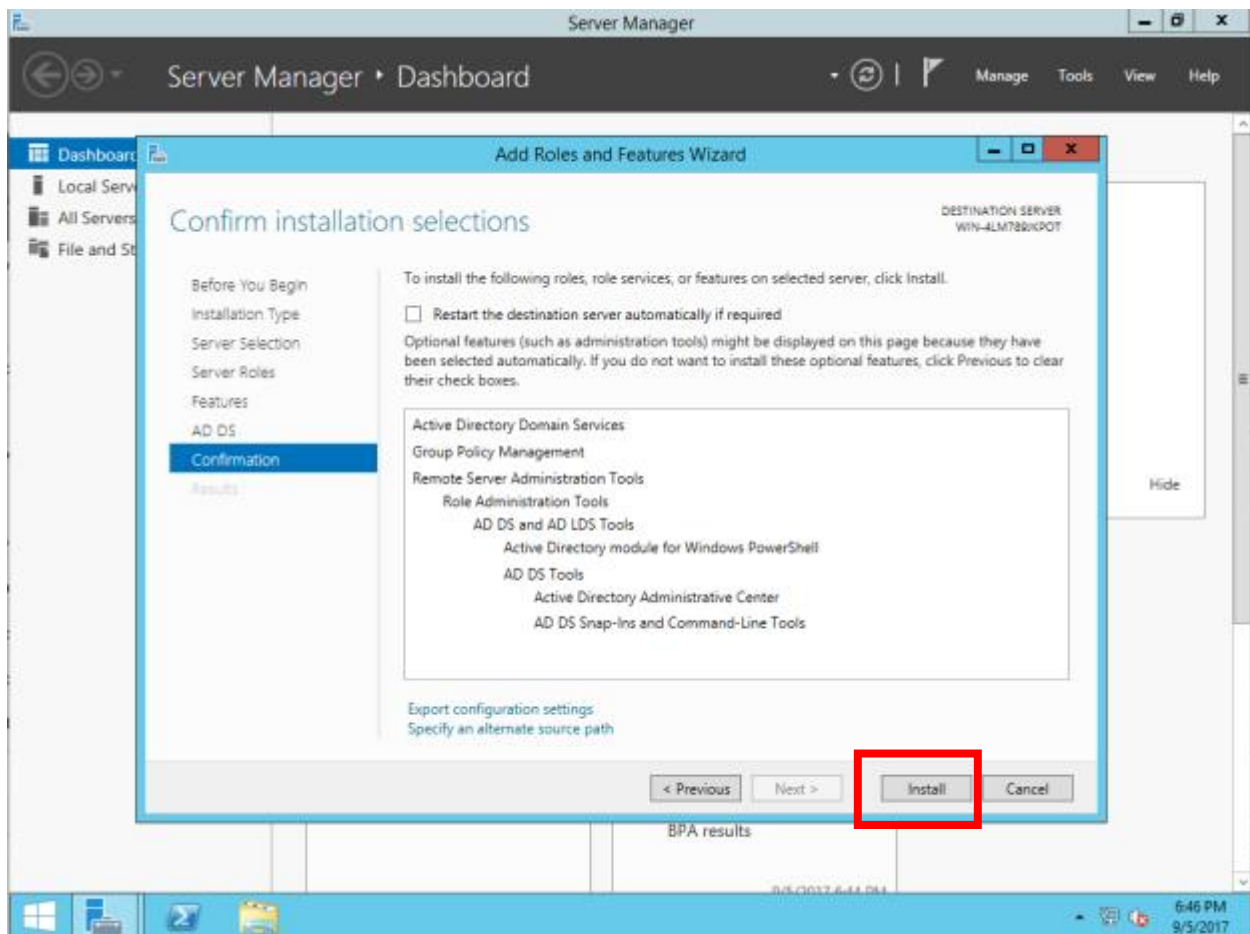 Server Manager
Server Manager • Dashboard
Manage Tools View Help
Dashboard
Local Serv
All Servers
File and St
Add Roles and Features Wizard
Confirm installation selections
DESTINATION SERVER
Before You Begin
Installation Type
Server Selection
Server Roles
Features
AD DS
Confirmation
Results
To install the following roles, role services, or features on selected server, click Install.
Restart the destination server automatically if required
Optional features (such as administration tools) might be displayed on this page because they have
been selected automatically. If you do not want to install these optional features, click Previous to clear
their check boxes.
Active Directory Domain Services
Group Policy Management
Remote Server Administration Tools
Role Administration Tools
AD DS and AD LDS Tools
Active Directory module for Windows PowerShell
AD DS Tools
Active Directory Administrative Center
AD DS Snap-Ins and Command-Line Tools
Export configuration settings
Specify an alternate source path
< Previous Next > Install Cancel
Hide
BPA results
9/5/2017 6:44 PM
6:46 PM
9/5/2017